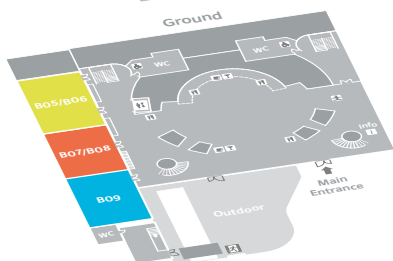 Ground
WC
WC
B05/B06
B07/B08
B09
Info
i
Main
Entrance
Outdoor
WC